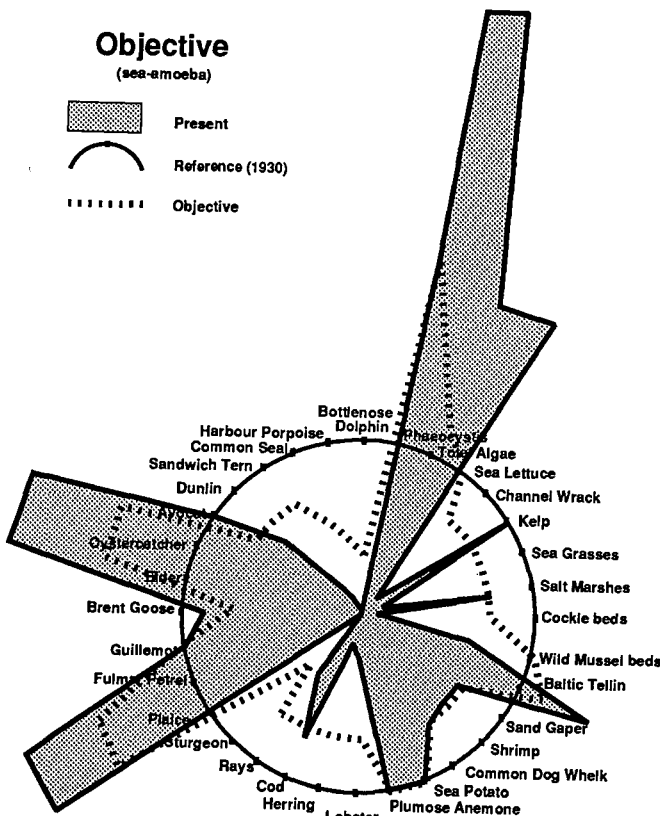 Objective
(sea-amoeba)
Present
Reference (1930)
Objective
Bottlenose
Dolphin
Phaeocystis
Harbour Porpoise
Common Seal
Toxic Algae
Sandwich Tern
Sea Lettuce
Dunlin
Channel Wrack
Avocet
Kelp
Oystercatcher
Sea Grasses
Eider
Salt Marshes
Brent Goose
Cockle beds
Guillemot
Wild Mussel beds
Fulmar Petrel
Baltic Tellin
Plaice
Sand Gaper
Sturgeon
Shrimp
Rays
Common Dog Whelk
Cod
Sea Potato
Herring
Plumose Anemone
Lobster